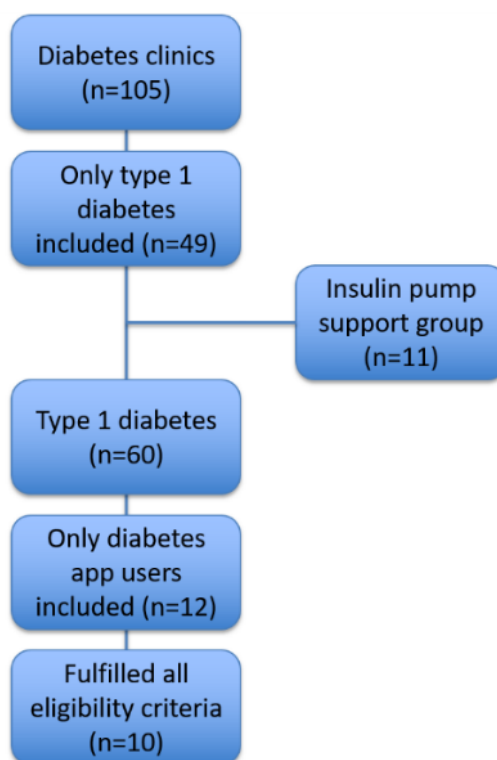 Diabetes clinics
(n=105)
Only type 1
diabetes
included (n=49)
Insulin pump
support group
(n=11)
Type 1 diabetes
(n=60)
Only diabetes
app users
included (n=12)
Fulfilled all
eligibility criteria
(n=10)